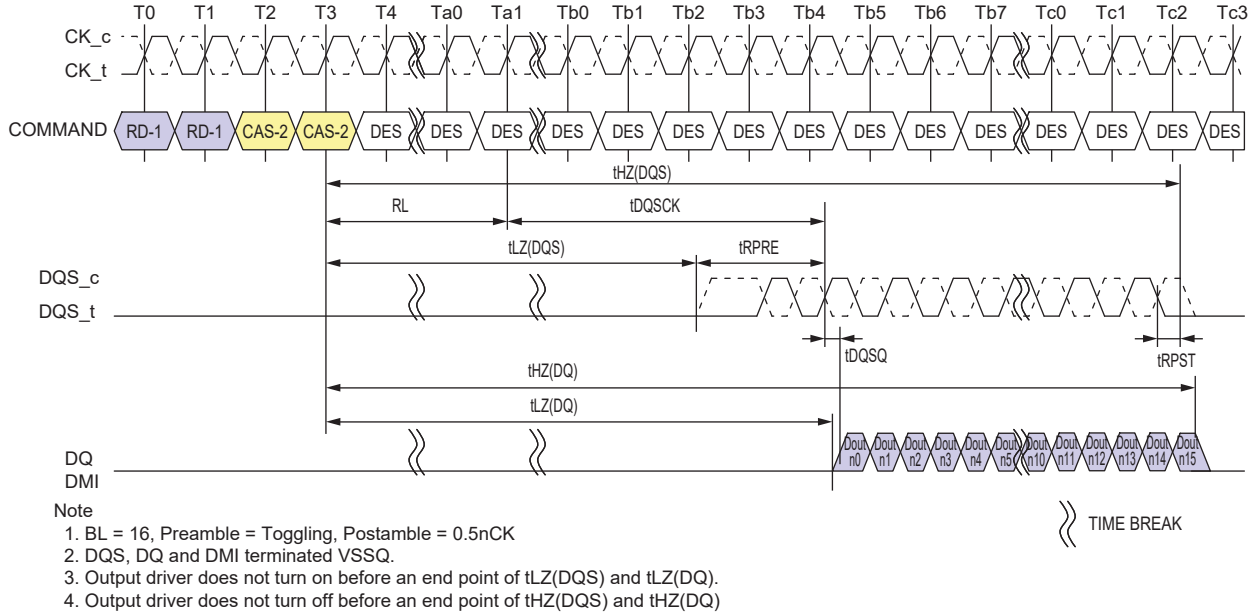 T0 T1 T2 T3 T4 Ta0 Ta1 Tb0 Tb1 Tb2 Tb3 Tb4 Tb5 Tb6 Tb7 Tc0 Tc1 Tc2 Tc3
CK_c
CK_t
COMMAND RD-1 RD-1 CAS-2 CAS-2 DES DES DES DES DES DES DES DES DES DES DES DES DES DES DES
tHZ(DQS)
RL tDQSCK
tLZ(DQS) tRPRE
DQS_c
DQS_t
tDQSQ tRPST
tHZ(DQ)
tLZ(DQ)
DQ Dout Dout Dout Dout Dout Dout Dout Dout Dout Dout Dout Dout
n0 n1 n2 n3 n4 n5 n10 n11 n12 n13 n14 n15
DMI
Note
1. BL = 16, Preamble = Toggling, Postamble = 0.5nCK
TIME BREAK
2. DQS, DQ and DMI terminated VSSQ.
3. Output driver does not turn on before an end point of tLZ(DQS) and tLZ(DQ).
4. Output driver does not turn off before an end point of tHZ(DQS) and tHZ(DQ)